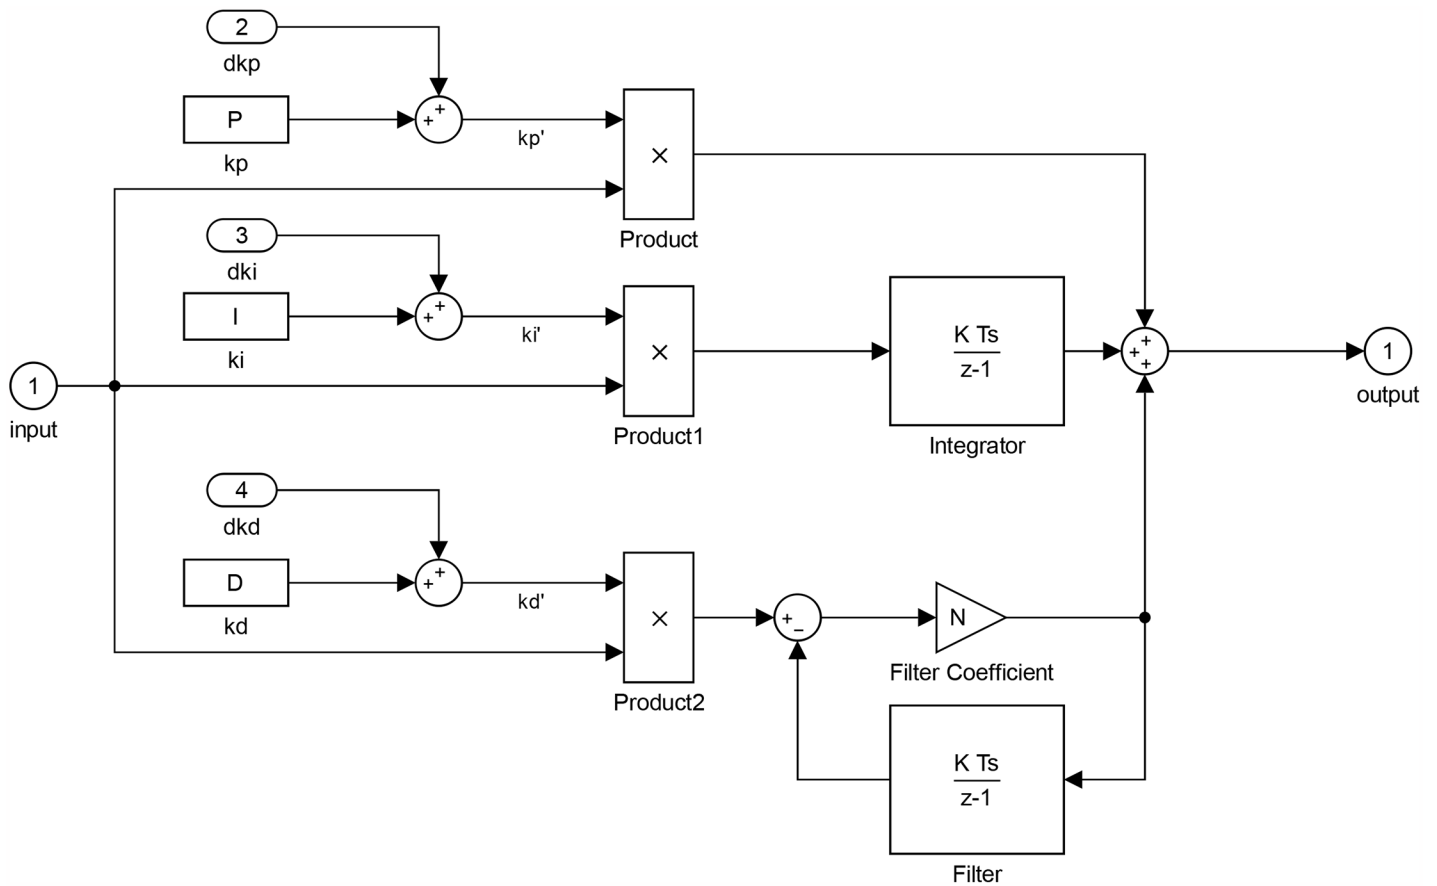 2
dkp
P
+
+
kp'
kp
×
Product
3
dki
I
+
+
ki'
ki
×
Product1
K Ts
z-1
Integrator
+
+
+
1
output
1
input
4
dkd
D
+
+
kd'
kd
×
Product2
+
−
N
Filter Coefficient
K Ts
z-1
Filter